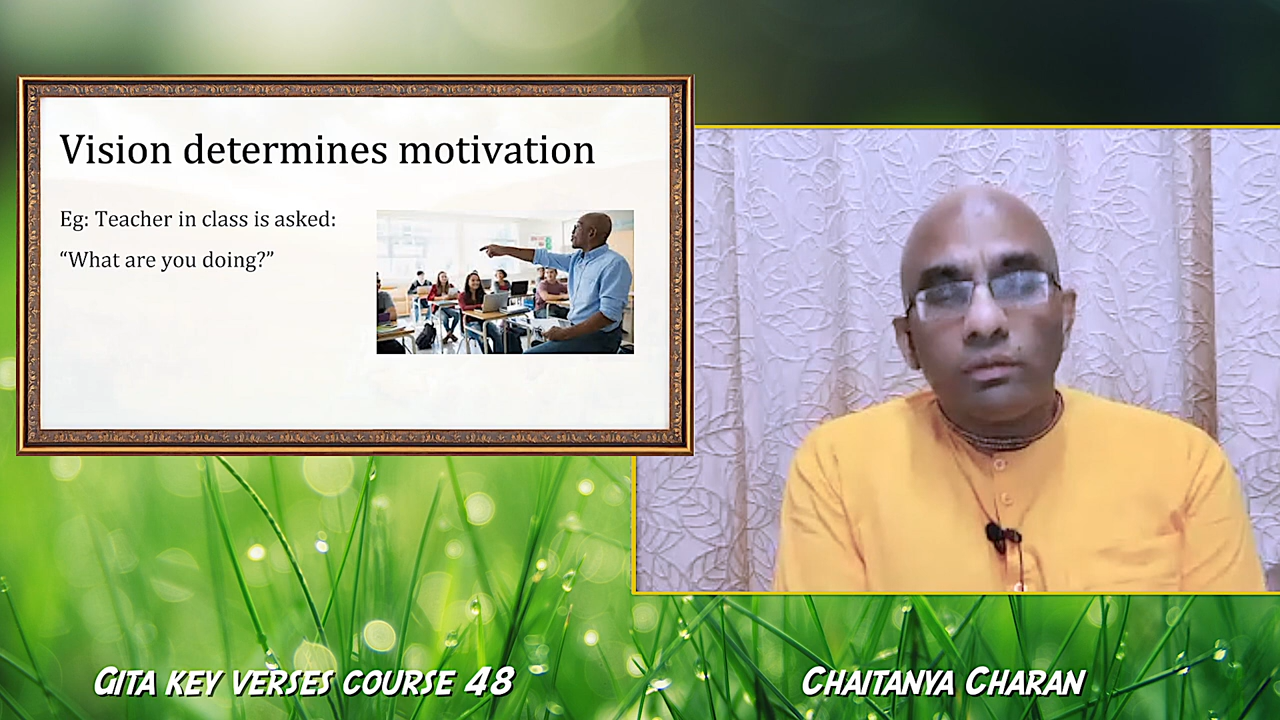 Vision determines motivation
Eg: Teacher in class is asked:
“What are you doing?”
GITA KEY VERSES COURSE 48
CHAITANYA CHARAN